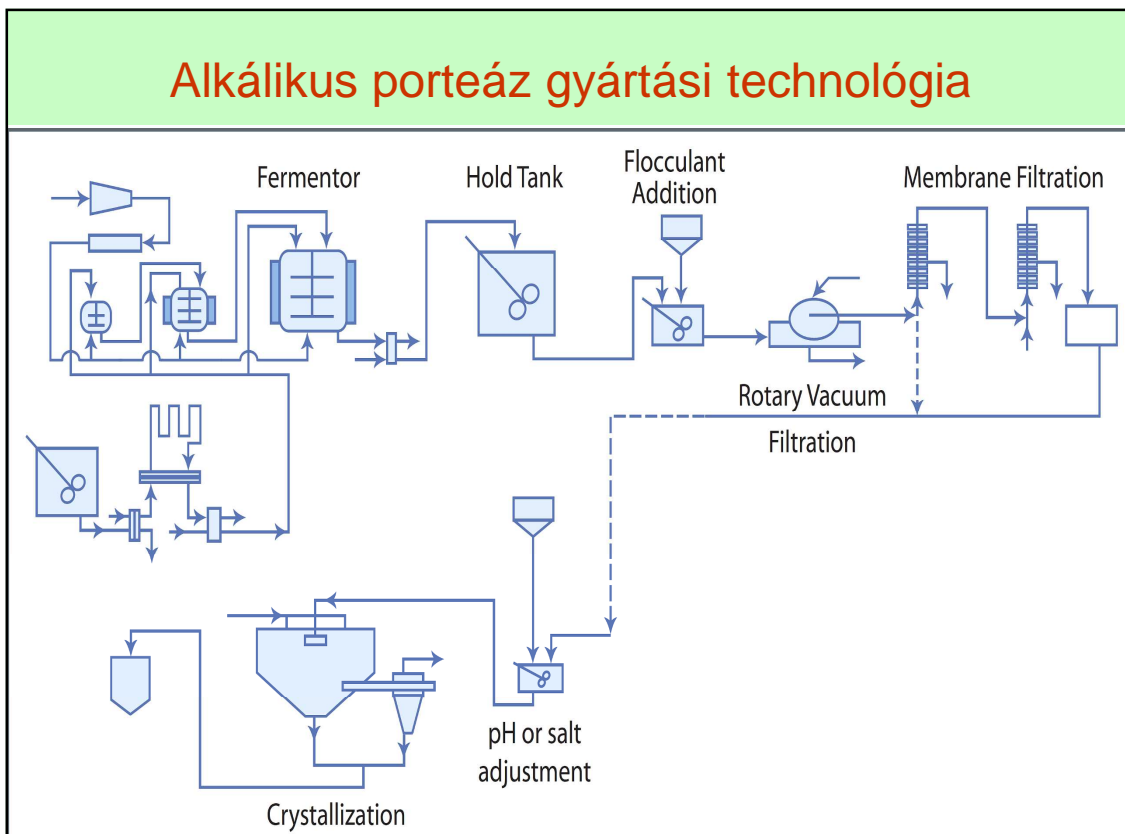 Alkálikus porteáz gyártási technológia
Fermentor
Hold Tank
Flocculant
Addition
Membrane Filtration
Rotary Vacuum
Filtration
pH or salt
adjustment
Crystallization